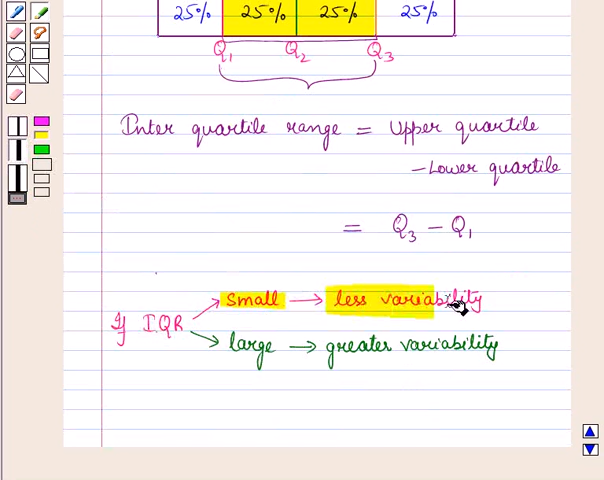 25% 25% 25% 25%
Q1 Q2 Q3
Inter quartile range = Upper quartile
- Lower quartile
= Q3 - Q1
If IQR
small → less variability
large → greater variability